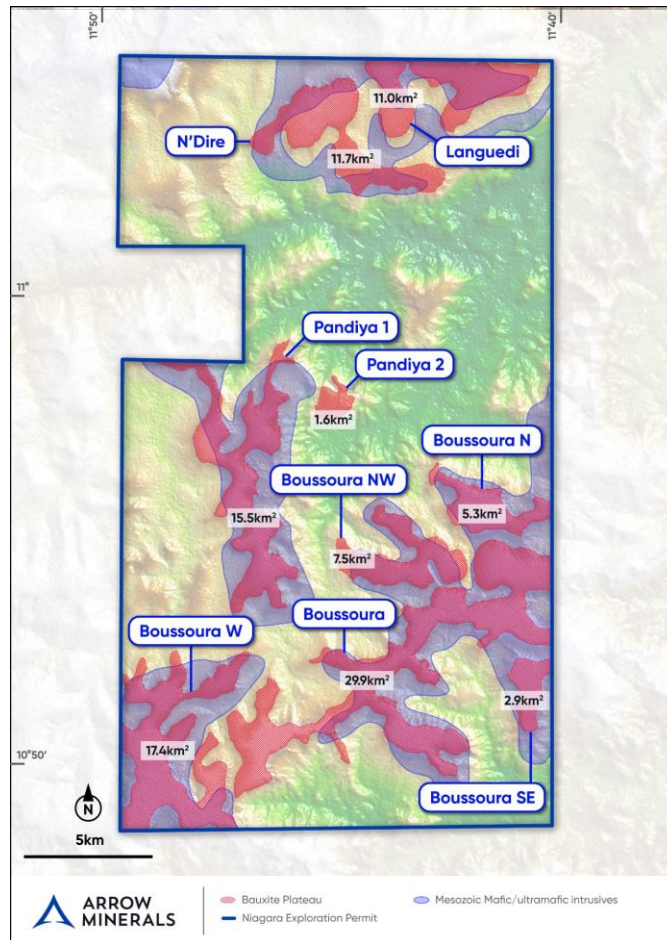 11°50'
11°40'
11.0km²
N'Dire
Languedi
11.7km²
11°
Pandiya 1
Pandiya 2
1.6km²
Boussoura N
Boussoura NW
5.3km²
15.5km²
7.5km²
Boussoura
Boussoura W
29.9km²
2.9km²
17.4km²
10°50'
Boussoura SE
N
5km
ARROW
MINERALS
Bauxite Plateau
Mesozoic Mafic/ultramafic intrusives
Niagara Exploration Permit